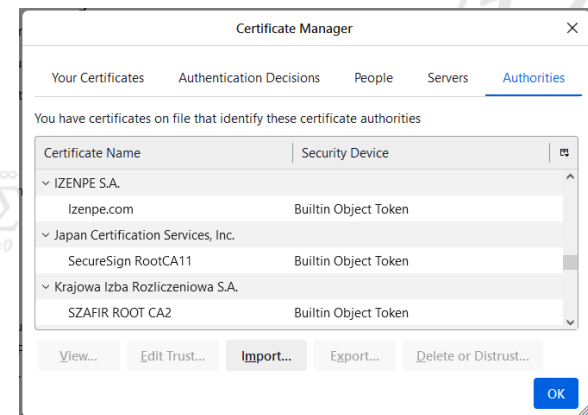 Certificate Manager
Your Certificates Authentication Decisions People Servers Authorities
You have certificates on file that identify these certificate authorities
Certificate Name Security Device
IZENPE S.A.
Izenpe.com Builtin Object Token
Japan Certification Services, Inc.
SecureSign RootCA11 Builtin Object Token
Krajowa Izba Rozliczeniowa S.A.
SZAFIR ROOT CA2 Builtin Object Token
View... Edit Trust... Import... Export... Delete or Distrust...
OK